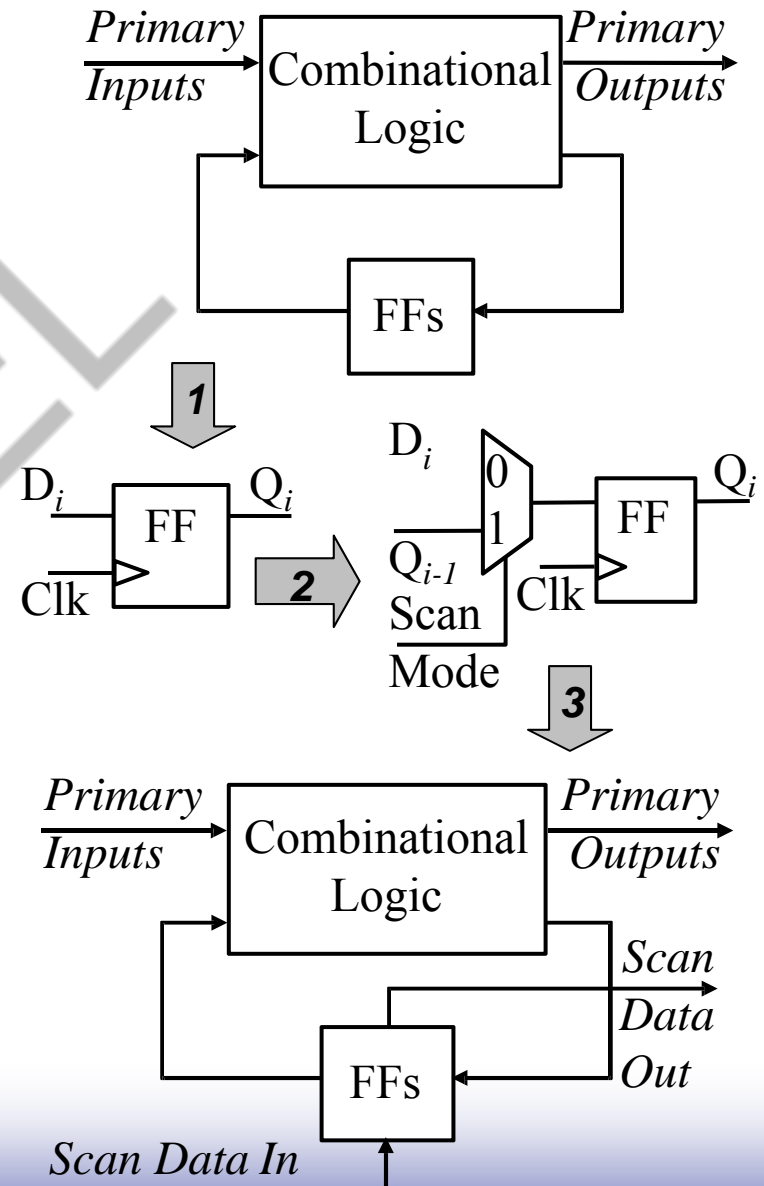 Primary
Inputs
Combinational
Logic
Primary
Outputs
FFs
1
D_i
FF
Q_i
Clk
2
D_i
0
1
Q_{i-1}
Scan
Mode
Clk
FF
Q_i
3
Primary
Inputs
Combinational
Logic
Primary
Outputs
Scan
Data
Out
FFs
Scan Data In